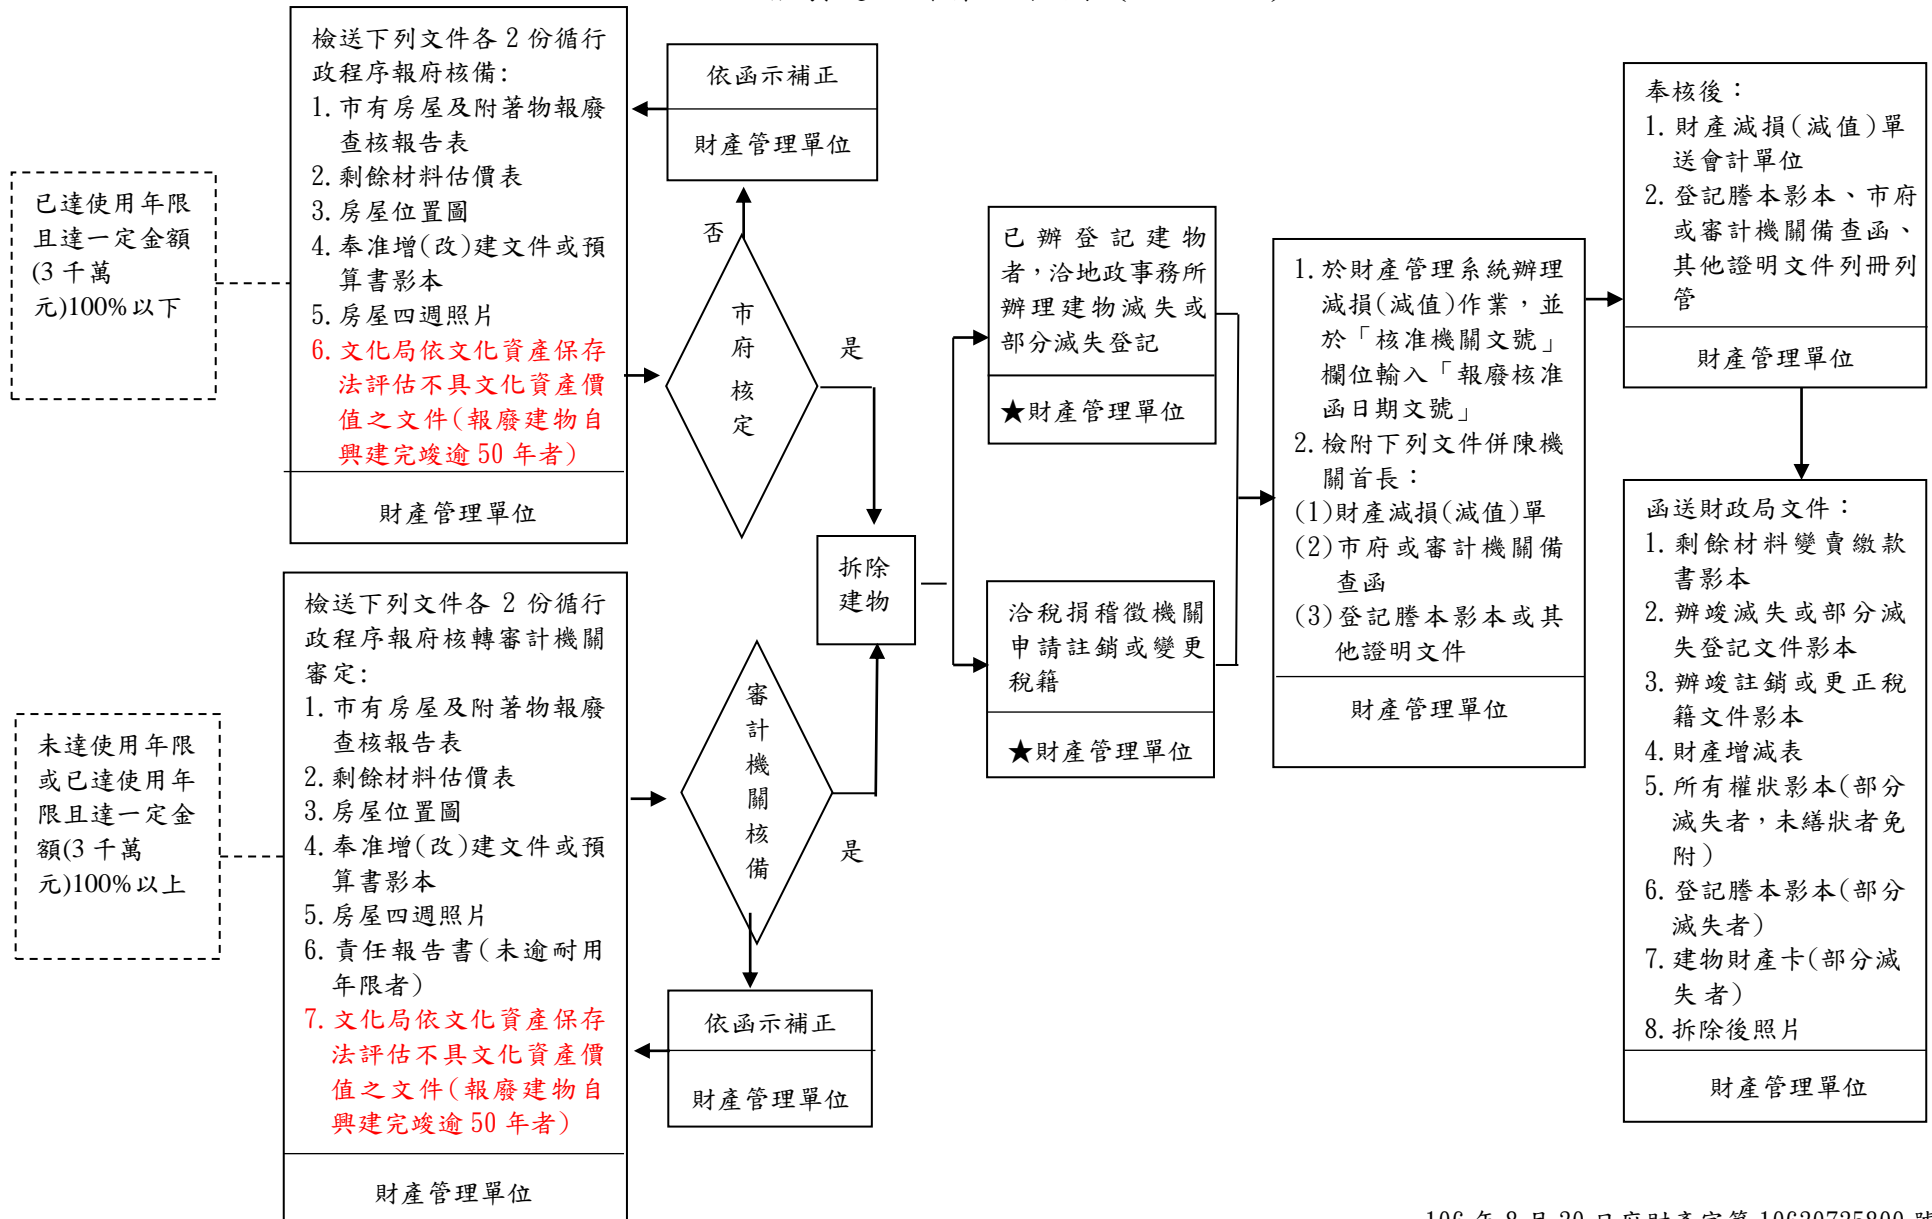 已達使用年限
且達一定金額
(3 千萬
元)100%以下
檢送下列文件各 2 份循行
政程序報府核備:
1. 市有房屋及附著物報廢
查核報告表
2. 剩餘材料估價表
3. 房屋位置圖
4. 奉准增(改)建文件或預
算書影本
5. 房屋四週照片
6. 文化局依文化資產保存
法評估不具文化資產價
值之文件(報廢建物自
興建完竣逾 50 年者)
財產管理單位
依函示補正
財產管理單位
否
市府核定
是
未達使用年限
或已達使用年
限且達一定金
額(3 千萬
元)100%以上
檢送下列文件各 2 份循行
政程序報府核轉審計機關
審定:
1. 市有房屋及附著物報廢
查核報告表
2. 剩餘材料估價表
3. 房屋位置圖
4. 奉准增(改)建文件或預
算書影本
5. 房屋四週照片
6. 責任報告書(未逾耐用
年限者)
7. 文化局依文化資產保存
法評估不具文化資產價
值之文件(報廢建物自
興建完竣逾 50 年者)
財產管理單位
審計機關核備
是
依函示補正
財產管理單位
拆除
建物
已辦登記建物
者，洽地政事務所
辦理建物滅失或
部分滅失登記
★財產管理單位
洽稅捐稽徵機關
申請註銷或變更
稅籍
★財產管理單位
1. 於財產管理系統辦理
減損(減值)作業，並
於「核准機關文號」
欄位輸入「報廢核准
函日期文號」
2. 檢附下列文件併陳機
關首長：
(1)財產減損(減值)單
(2)市府或審計機關備
查函
(3)登記謄本影本或其
他證明文件
財產管理單位
奉核後：
1. 財產減損(減值)單
送會計單位
2. 登記謄本影本、市府
或審計機關備查函、
其他證明文件列冊列
管
財產管理單位
函送財政局文件：
1. 剩餘材料變賣繳款
書影本
2. 辦竣滅失或部分滅
失登記文件影本
3. 辦竣註銷或更正稅
籍文件影本
4. 財產增減表
5. 所有權狀影本(部分
滅失者，未繕狀者免
附)
6. 登記謄本影本(部分
滅失者)
7. 建物財產卡(部分滅
失者)
8. 拆除後照片
財產管理單位
106 年 8 月 30 日府財產字第 10630725800 號